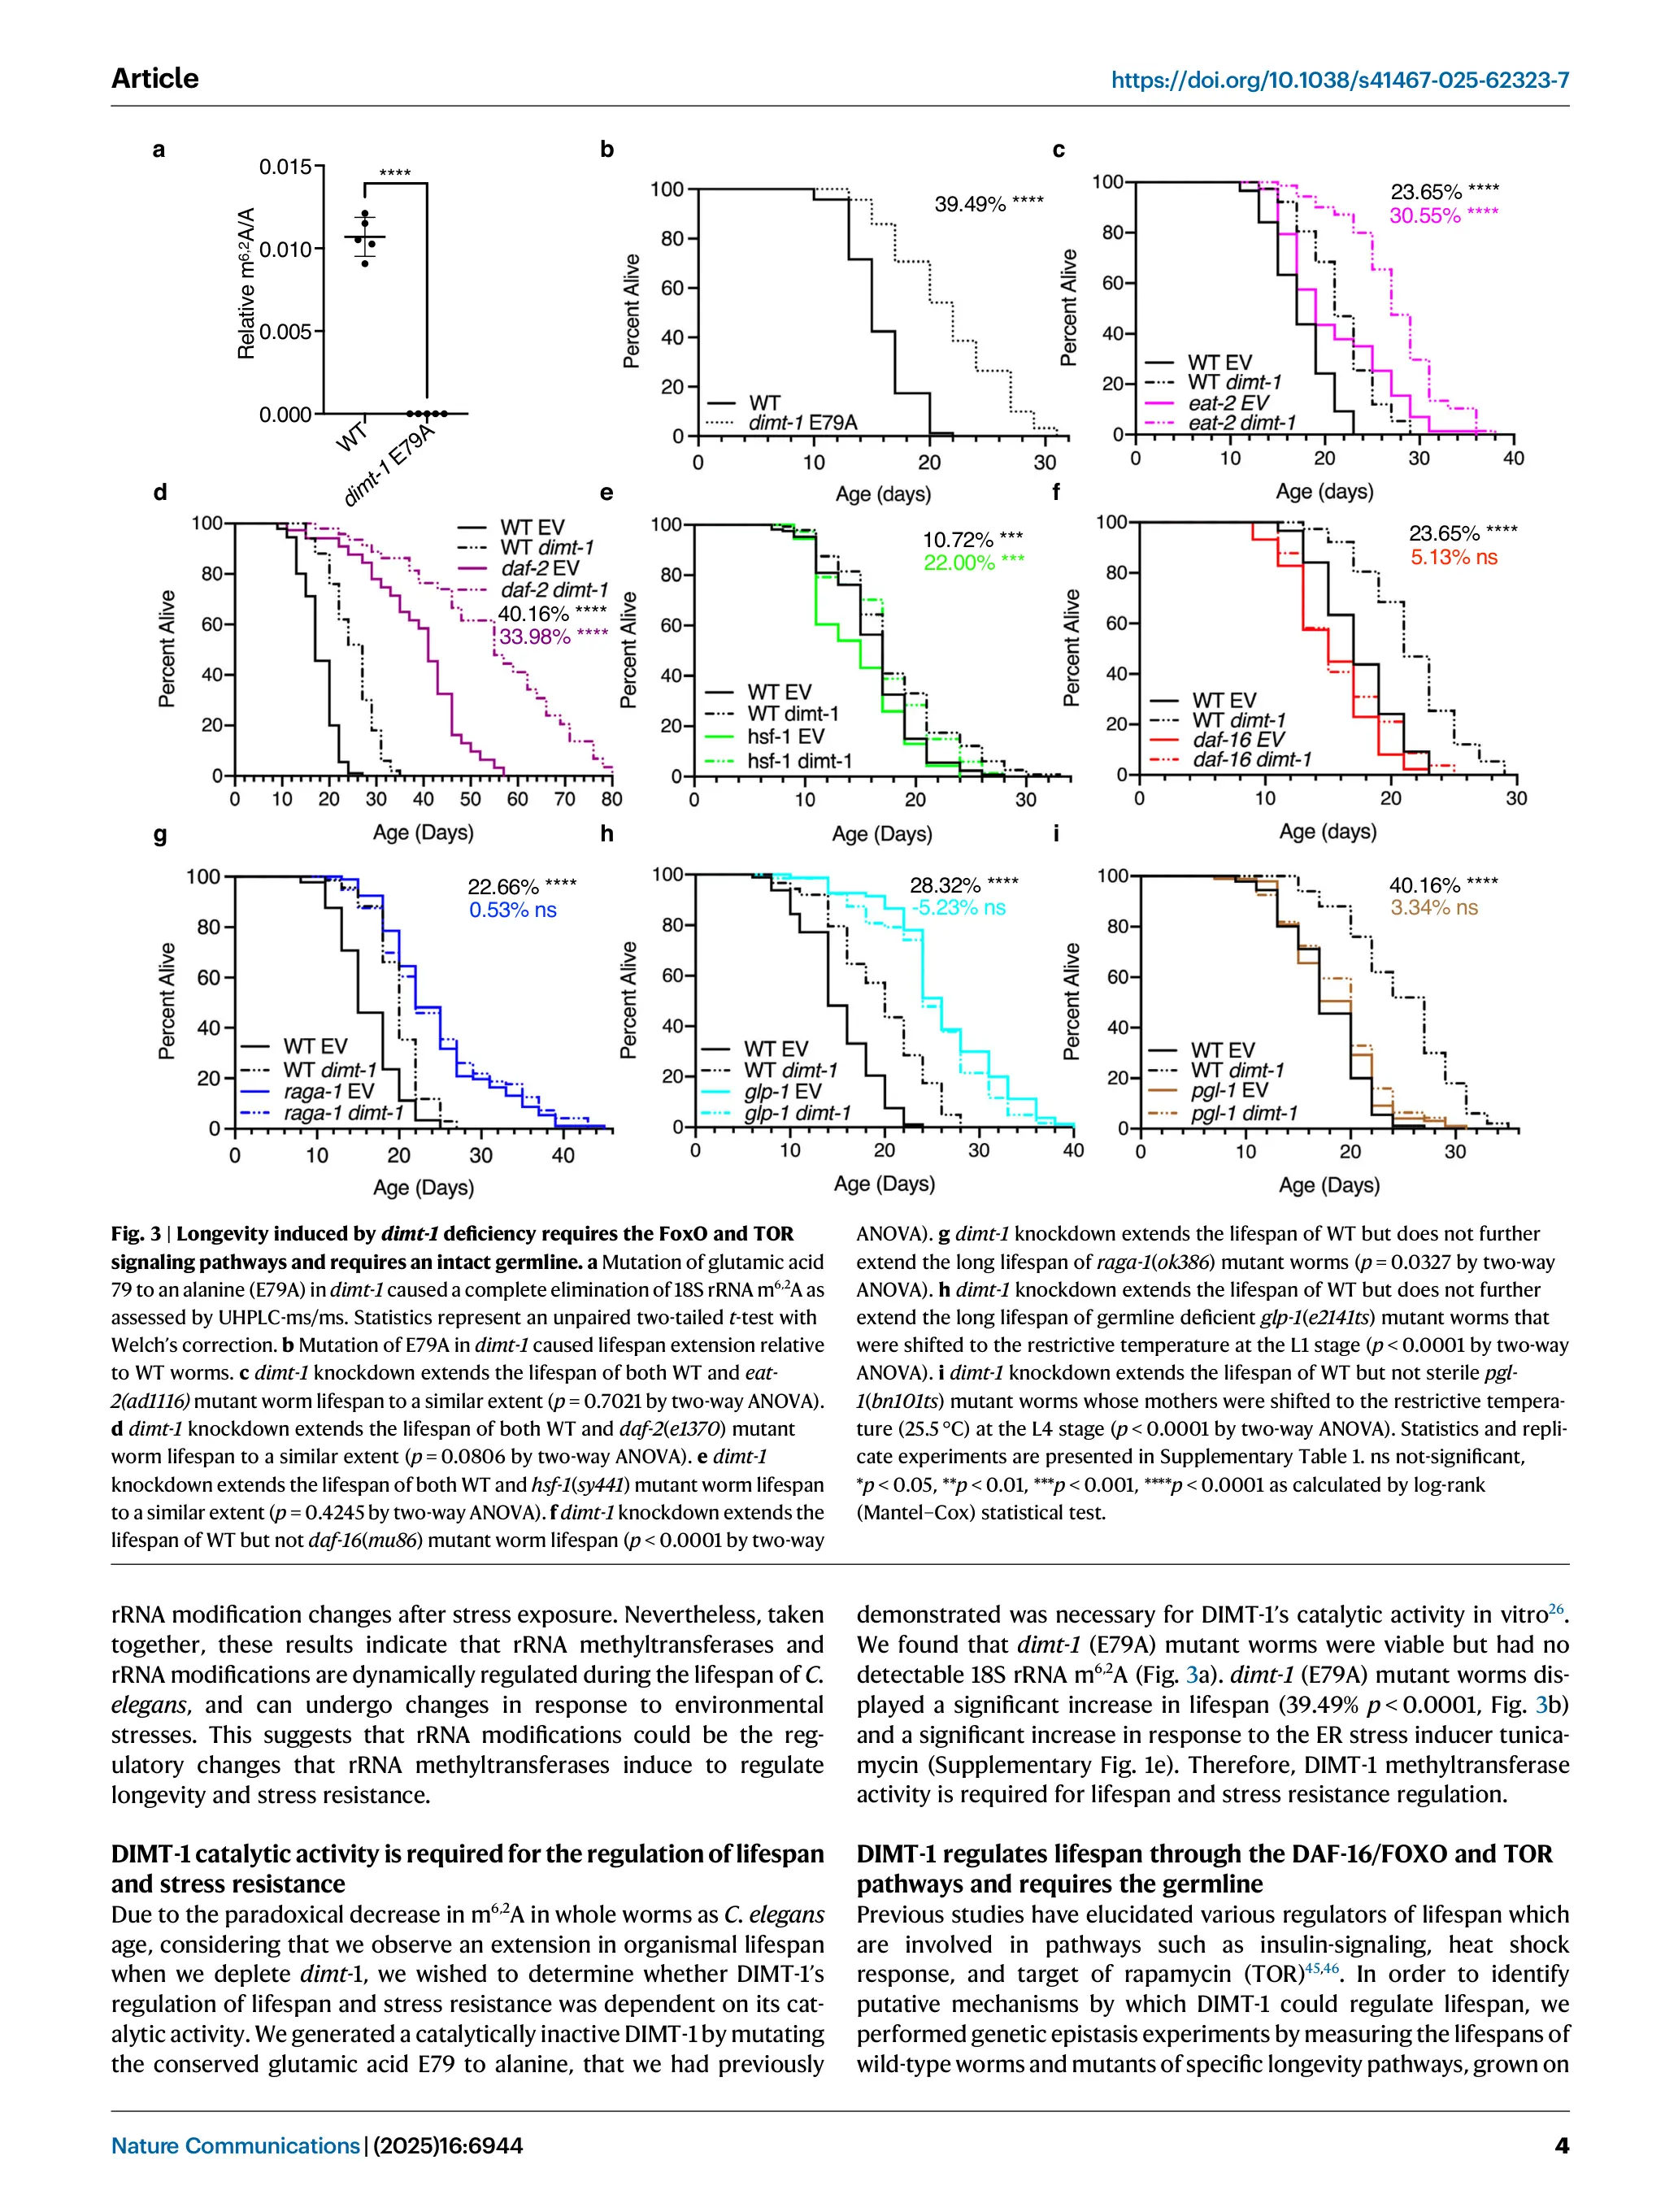 Article
https://doi.org/10.1038/s41467-025-62323-7
a
0.015
0.010
0.005
0.000
Relative m6,2A/A
****
WT
dimt-1 E79A
b
100
80
60
40
20
0
Percent Alive
39.49% ****
WT
dimt-1 E79A
0 10 20 30
Age (days)
c
100
80
60
40
20
0
Percent Alive
23.65% ****
30.55% ****
WT EV
WT dimt-1
eat-2 EV
eat-2 dimt-1
0 10 20 30 40
Age (days)
d
100
80
60
40
20
0
Percent Alive
WT EV
WT dimt-1
daf-2 EV
daf-2 dimt-1
40.16% ****
33.98% ****
0 10 20 30 40 50 60 70 80
Age (Days)
e
100
80
60
40
20
0
Percent Alive
10.72% ***
22.00% ***
WT EV
WT dimt-1
hsf-1 EV
hsf-1 dimt-1
0 10 20 30
Age (Days)
f
100
80
60
40
20
0
Percent Alive
23.65% ****
5.13% ns
WT EV
WT dimt-1
daf-16 EV
daf-16 dimt-1
0 10 20 30
Age (days)
g
100
80
60
40
20
0
Percent Alive
22.66% ****
0.53% ns
WT EV
WT dimt-1
raga-1 EV
raga-1 dimt-1
0 10 20 30 40
Age (Days)
h
100
80
60
40
20
0
Percent Alive
28.32% ****
-5.23% ns
WT EV
WT dimt-1
glp-1 EV
glp-1 dimt-1
0 10 20 30 40
Age (Days)
i
100
80
60
40
20
0
Percent Alive
40.16% ****
3.34% ns
WT EV
WT dimt-1
pgl-1 EV
pgl-1 dimt-1
0 10 20 30
Age (Days)
Fig. 3 | Longevity induced by dimt-1 deficiency requires the FoxO and TOR
signaling pathways and requires an intact germline. a Mutation of glutamic acid
79 to an alanine (E79A) in dimt-1 caused a complete elimination of 18S rRNA m6,2A as
assessed by UHPLC-ms/ms. Statistics represent an unpaired two-tailed t-test with
Welch's correction. b Mutation of E79A in dimt-1 caused lifespan extension relative
to WT worms. c dimt-1 knockdown extends the lifespan of both WT and eat-
2(ad1116) mutant worm lifespan to a similar extent (p = 0.7021 by two-way ANOVA).
d dimt-1 knockdown extends the lifespan of both WT and daf-2(e1370) mutant
worm lifespan to a similar extent (p = 0.0806 by two-way ANOVA). e dimt-1
knockdown extends the lifespan of both WT and hsf-1(sy441) mutant worm lifespan
to a similar extent (p = 0.4245 by two-way ANOVA). f dimt-1 knockdown extends the
lifespan of WT but not daf-16(mu86) mutant worm lifespan (p < 0.0001 by two-way
ANOVA). g dimt-1 knockdown extends the lifespan of WT but does not further
extend the long lifespan of raga-1(ok386) mutant worms (p = 0.0327 by two-way
ANOVA). h dimt-1 knockdown extends the lifespan of WT but does not further
extend the long lifespan of germline deficient glp-1(e2141ts) mutant worms that
were shifted to the restrictive temperature at the L1 stage (p < 0.0001 by two-way
ANOVA). i dimt-1 knockdown extends the lifespan of WT but not sterile pgl-
1(bn101ts) mutant worms whose mothers were shifted to the restrictive tempera-
ture (25.5 °C) at the L4 stage (p < 0.0001 by two-way ANOVA). Statistics and repli-
cate experiments are presented in Supplementary Table 1. ns not-significant,
*p < 0.05, **p < 0.01, ***p < 0.001, ****p < 0.0001 as calculated by log-rank
(Mantel–Cox) statistical test.
rRNA modification changes after stress exposure. Nevertheless, taken
together, these results indicate that rRNA methyltransferases and
rRNA modifications are dynamically regulated during the lifespan of C.
elegans, and can undergo changes in response to environmental
stresses. This suggests that rRNA modifications could be the reg-
ulatory changes that rRNA methyltransferases induce to regulate
longevity and stress resistance.
DIMT-1 catalytic activity is required for the regulation of lifespan
and stress resistance
Due to the paradoxical decrease in m6,2A in whole worms as C. elegans
age, considering that we observe an extension in organismal lifespan
when we deplete dimt-1, we wished to determine whether DIMT-1's
regulation of lifespan and stress resistance was dependent on its cat-
alytic activity. We generated a catalytically inactive DIMT-1 by mutating
the conserved glutamic acid E79 to alanine, that we had previously
demonstrated was necessary for DIMT-1's catalytic activity in vitro26.
We found that dimt-1 (E79A) mutant worms were viable but had no
detectable 18S rRNA m6,2A (Fig. 3a). dimt-1 (E79A) mutant worms dis-
played a significant increase in lifespan (39.49% p < 0.0001, Fig. 3b)
and a significant increase in response to the ER stress inducer tunica-
mycin (Supplementary Fig. 1e). Therefore, DIMT-1 methyltransferase
activity is required for lifespan and stress resistance regulation.
DIMT-1 regulates lifespan through the DAF-16/FOXO and TOR
pathways and requires the germline
Previous studies have elucidated various regulators of lifespan which
are involved in pathways such as insulin-signaling, heat shock
response, and target of rapamycin (TOR)45,46. In order to identify
putative mechanisms by which DIMT-1 could regulate lifespan, we
performed genetic epistasis experiments by measuring the lifespans of
wild-type worms and mutants of specific longevity pathways, grown on
Nature Communications | (2025)16:6944
4